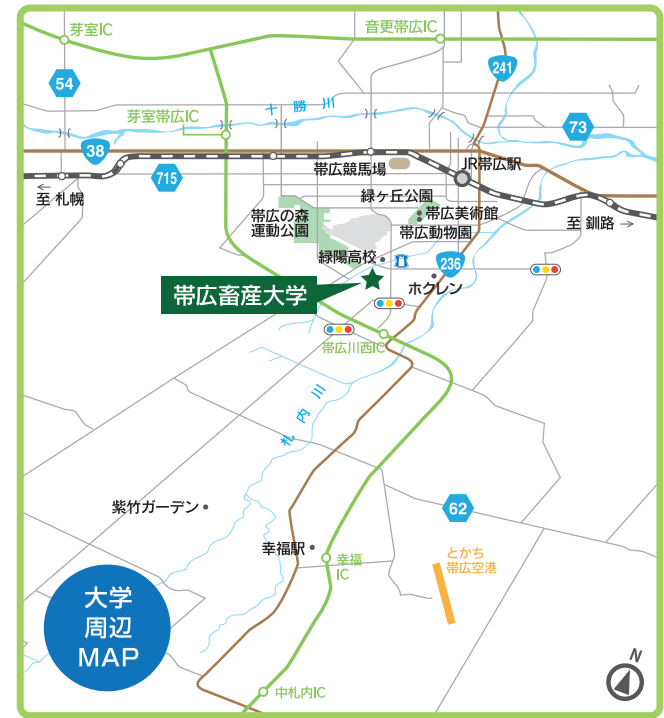 芽室IC
音更帯広IC
241
54
芽室帯広IC
十勝川
73
38
帯広競馬場
JR帯広駅
715
至 札幌
緑ヶ丘公園
帯広の森
運動公園
帯広美術館
至 釧路
帯広動物園
緑陽高校
236
帯広畜産大学
ホクレン
帯広川西IC
札内川
紫竹ガーデン
62
幸福駅
幸福
IC
とかち
帯広空港
大学
周辺
MAP
N
中札内IC